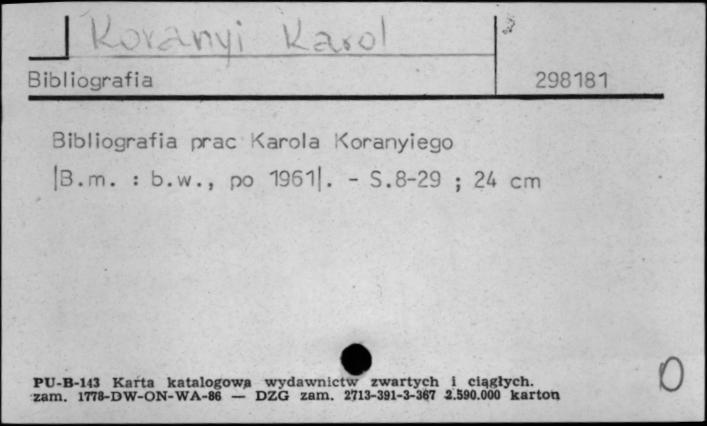 Koranyi Karol
Bibliografia 298181
Bibliografia prac Karola Koranyiego
|B.m. : b.w., po 1961|. - S.8-29 ; 24 cm
PU-B-143 Karta katalogowa wydawnictw zwartych i ciągłych.
zam. 1778-DW-ON-WA-86 — DZG zam. 2713-391-3-367 2.590.000 karton